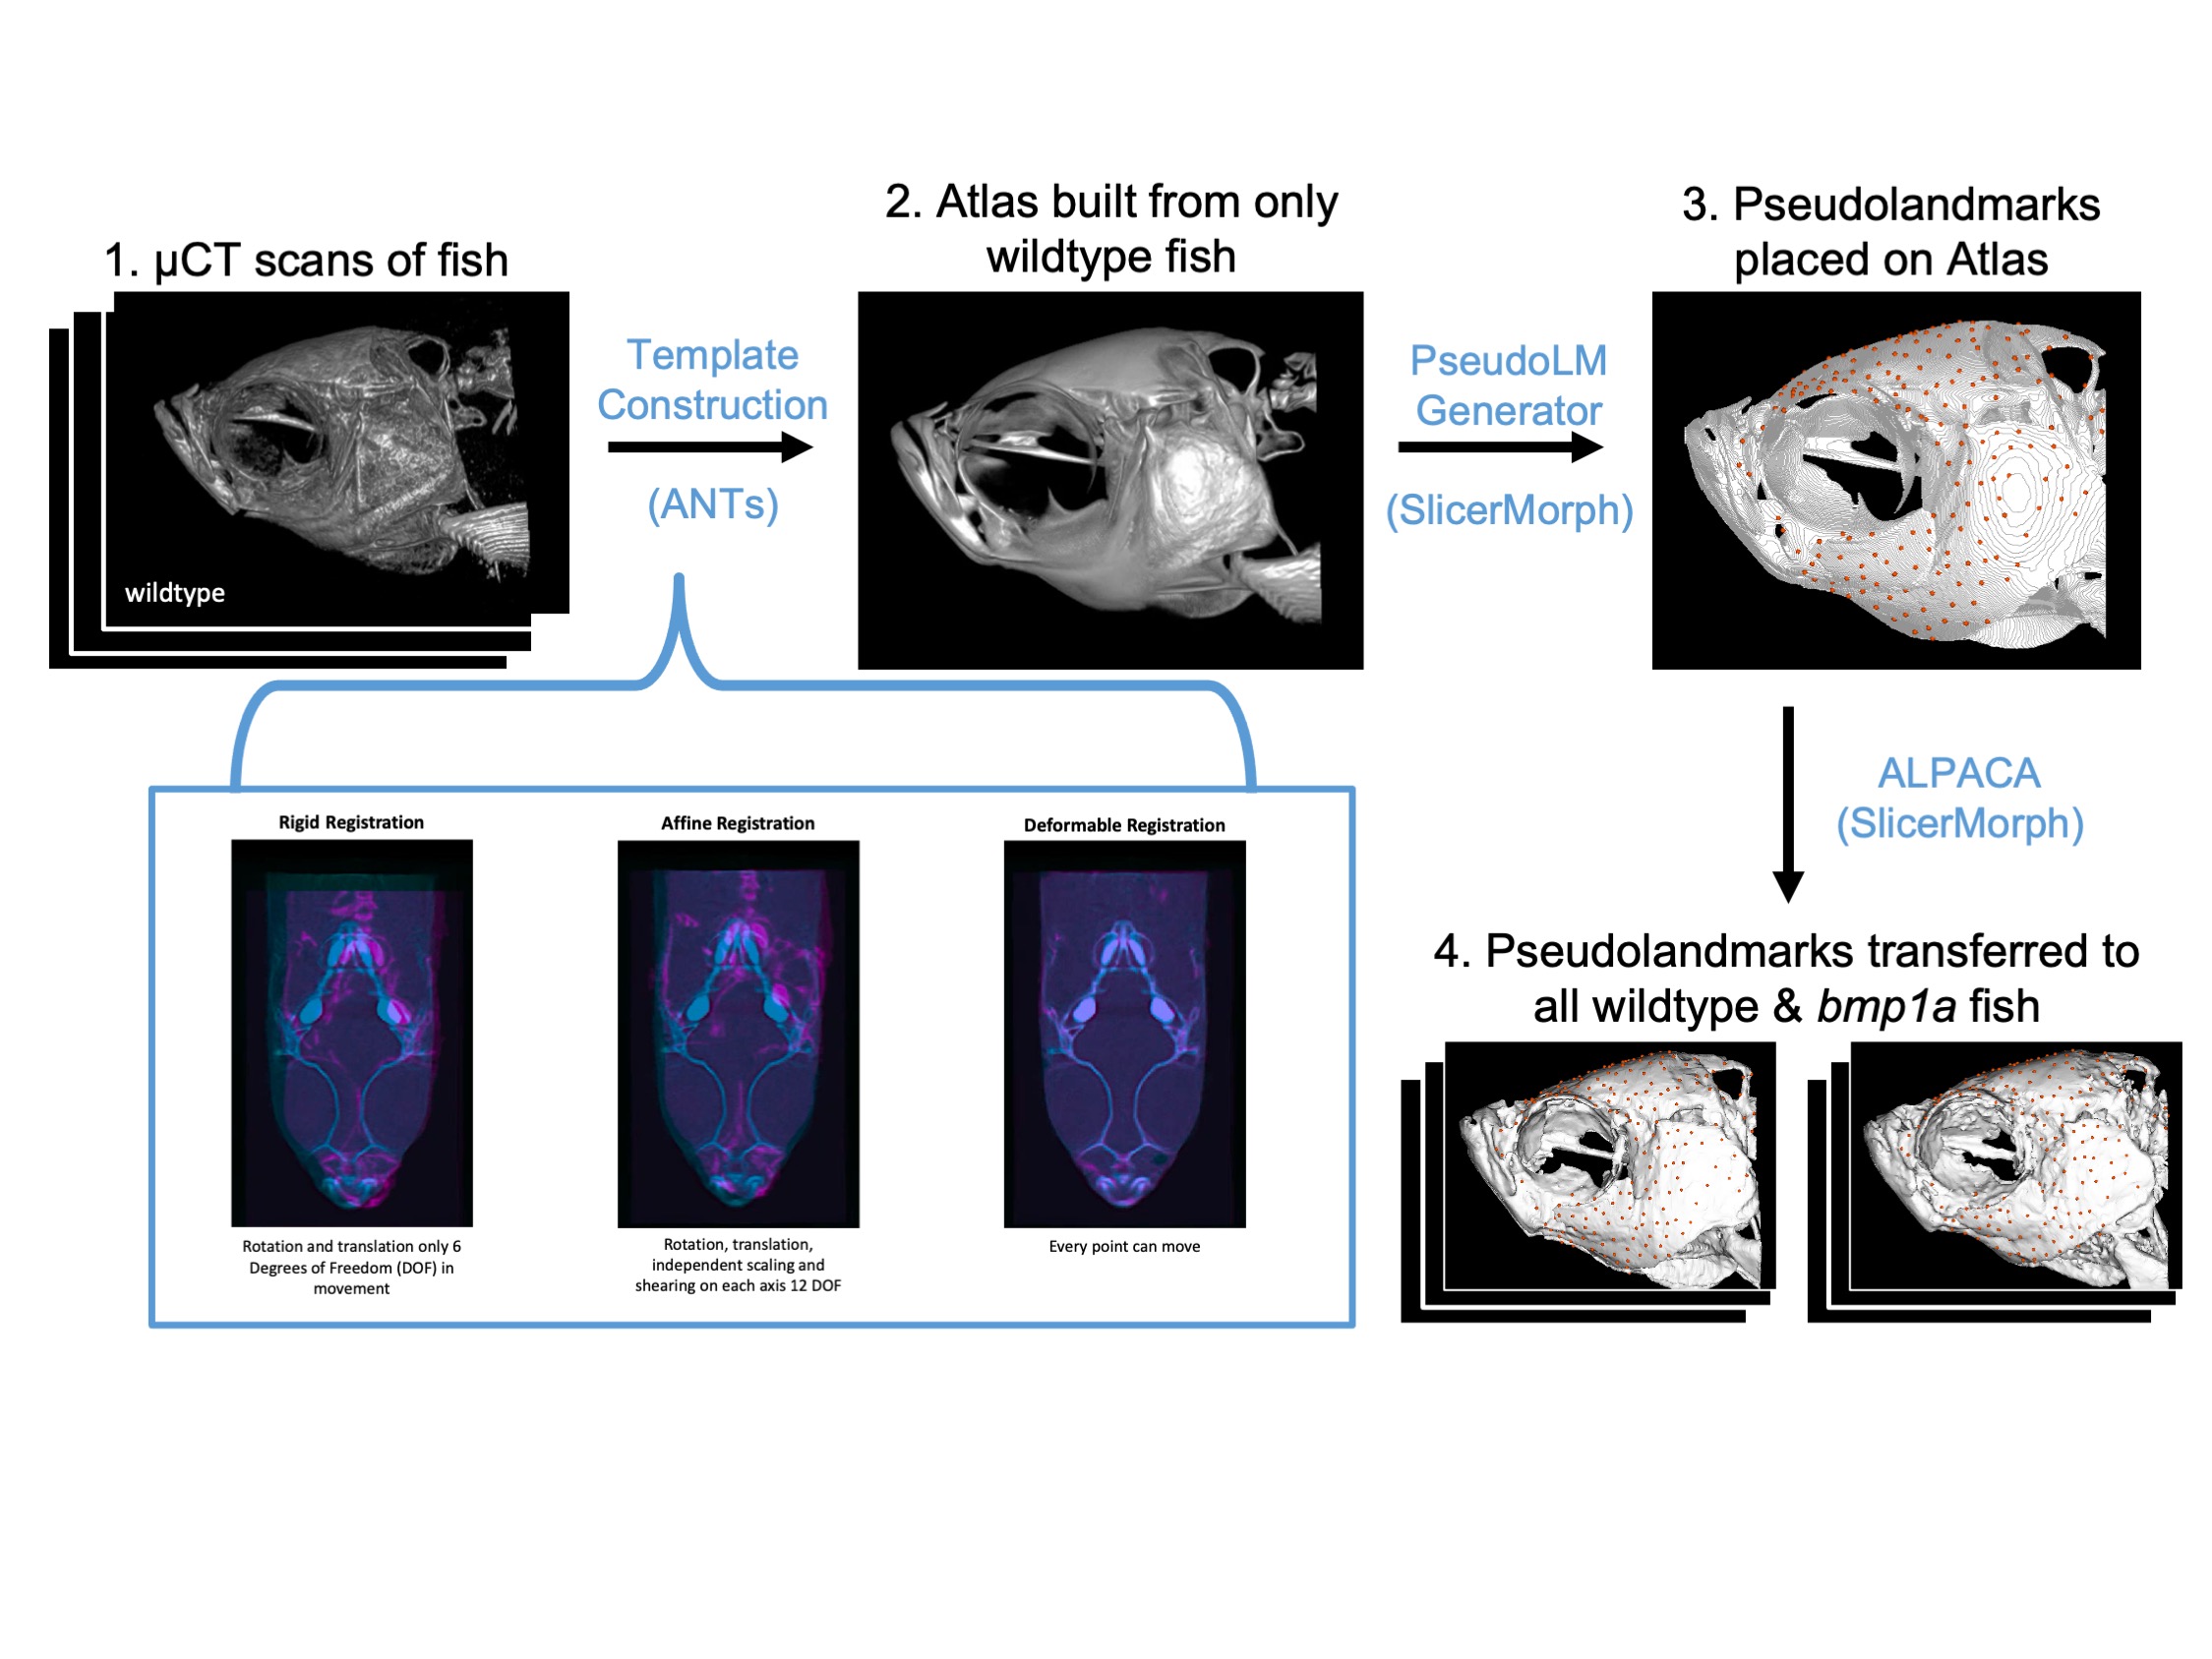 1. µCT scans of fish
wildtype
Template
Construction
(ANTs)
2. Atlas built from only
wildtype fish
PseudoLM
Generator
(SlicerMorph)
3. Pseudolandmarks
placed on Atlas
ALPACA
(SlicerMorph)
4. Pseudolandmarks transferred to
all wildtype & bmp1a fish
Rigid Registration
Rotation and translation only 6
Degrees of Freedom (DOF) in
movement
Affine Registration
Rotation, translation,
independent scaling and
shearing on each axis 12 DOF
Deformable Registration
Every point can move